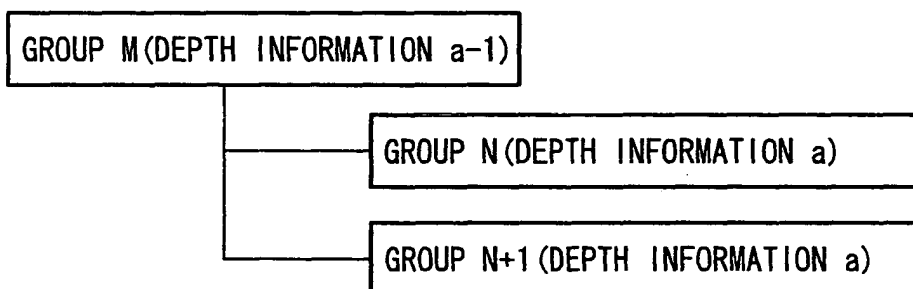 GROUP M(DEPTH INFORMATION a-1)
GROUP N(DEPTH INFORMATION a)
GROUP N+1(DEPTH INFORMATION a)